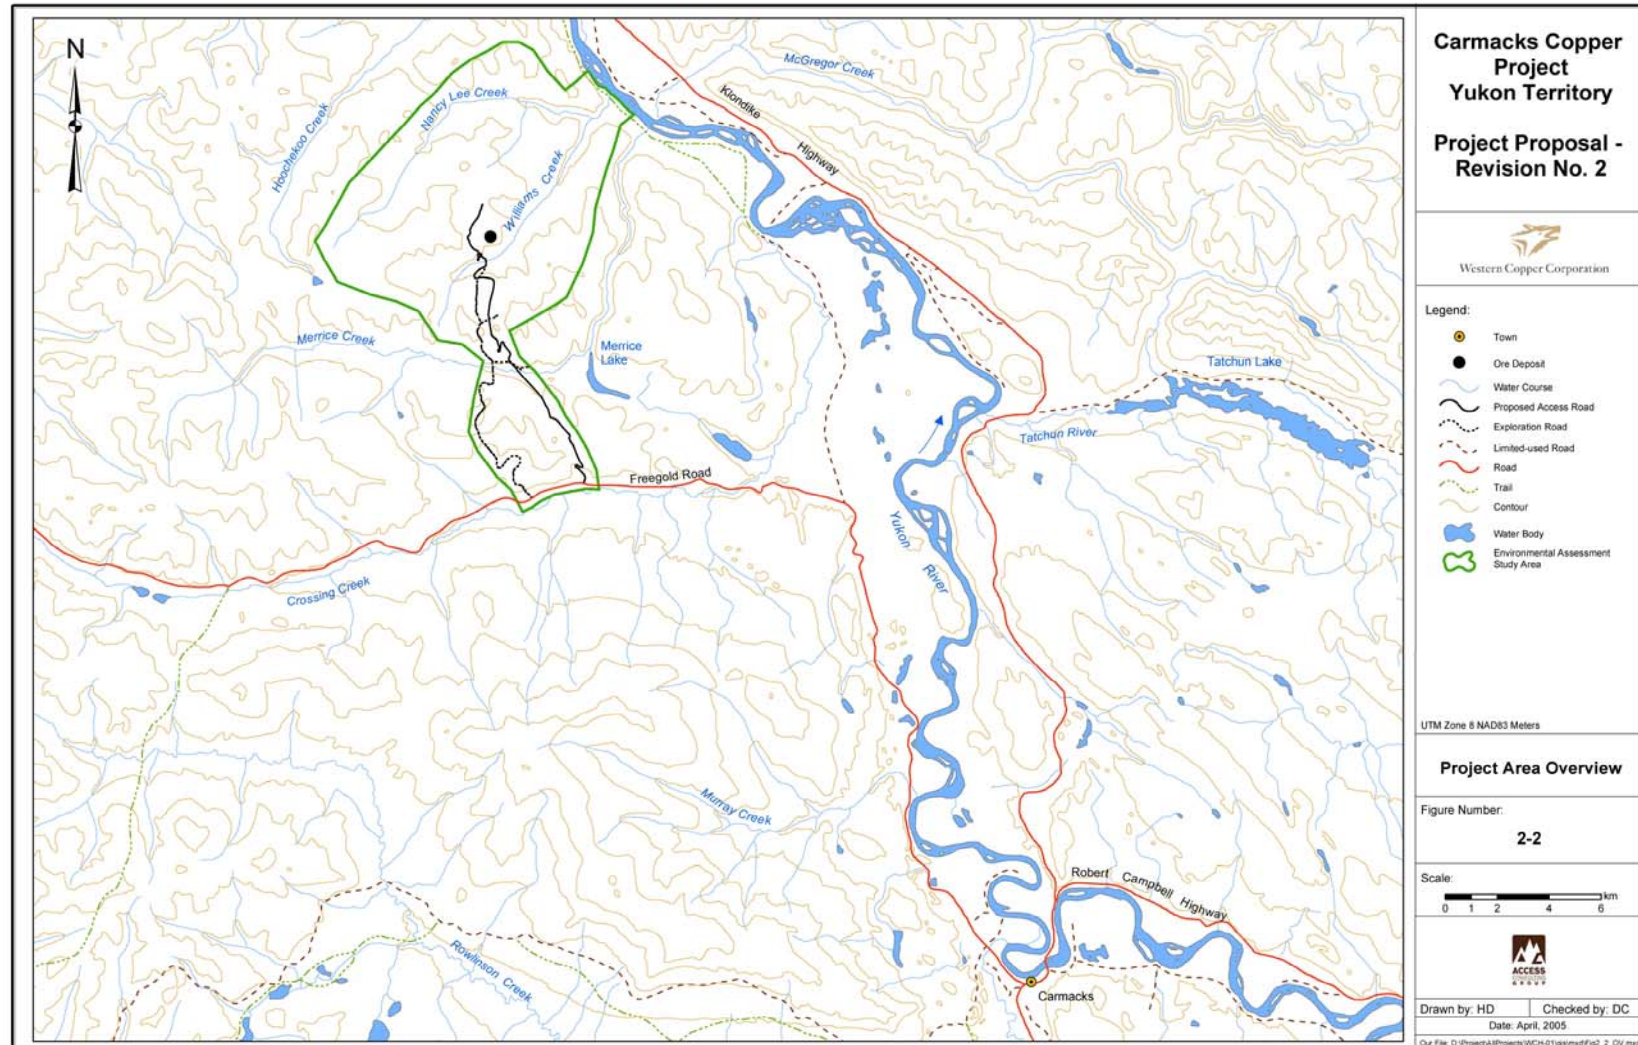 Carmacks Copper
Project
Yukon Territory
Project Proposal -
Revision No. 2
Western Copper Corporation
Legend:
Town
Ore Deposit
Water Course
Proposed Access Road
Exploration Road
Limited-used Road
Road
Trail
Contour
Water Body
Environmental Assessment
Study Area
UTM Zone 8 NAD83 Meters
Project Area Overview
Figure Number:
2-2
Scale:
km
0 1 2 4 6
ACCESS
CONSULTING
GROUP
Drawn by: HD
Checked by: DC
Date: April, 2005
N
McGregor Creek
Klondike
Highway
Nancy Lee Creek
Hoochekoo Creek
Williams Creek
Merrice Creek
Merrice
Lake
Tatchun Lake
Tatchun River
Freegold Road
Yukon
River
Crossing Creek
Murray Creek
Robert Campbell Highway
Rowlinson Creek
Carmacks